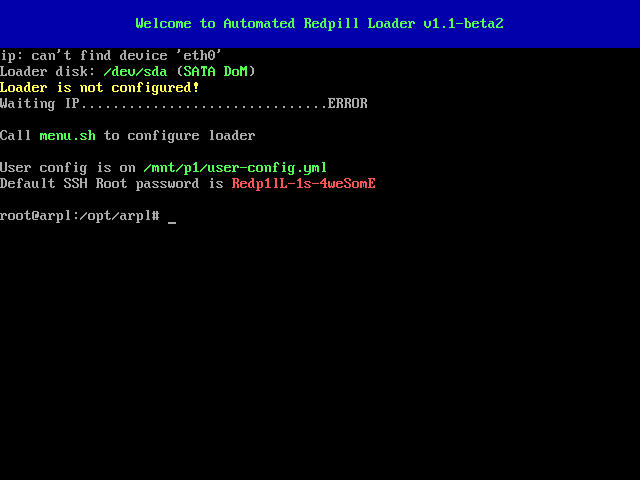 Welcome to Automated Redpill Loader v1.1-beta2
ip: can't find device 'eth0'
Loader disk: /dev/sda (SATA DoM)
Loader is not configured!
Waiting IP...............................ERROR
Call menu.sh to configure loader
User config is on /mnt/p1/user-config.yml
Default SSH Root password is Redp1lL-1s-4weSomE
root@arpl:/opt/arpl# _